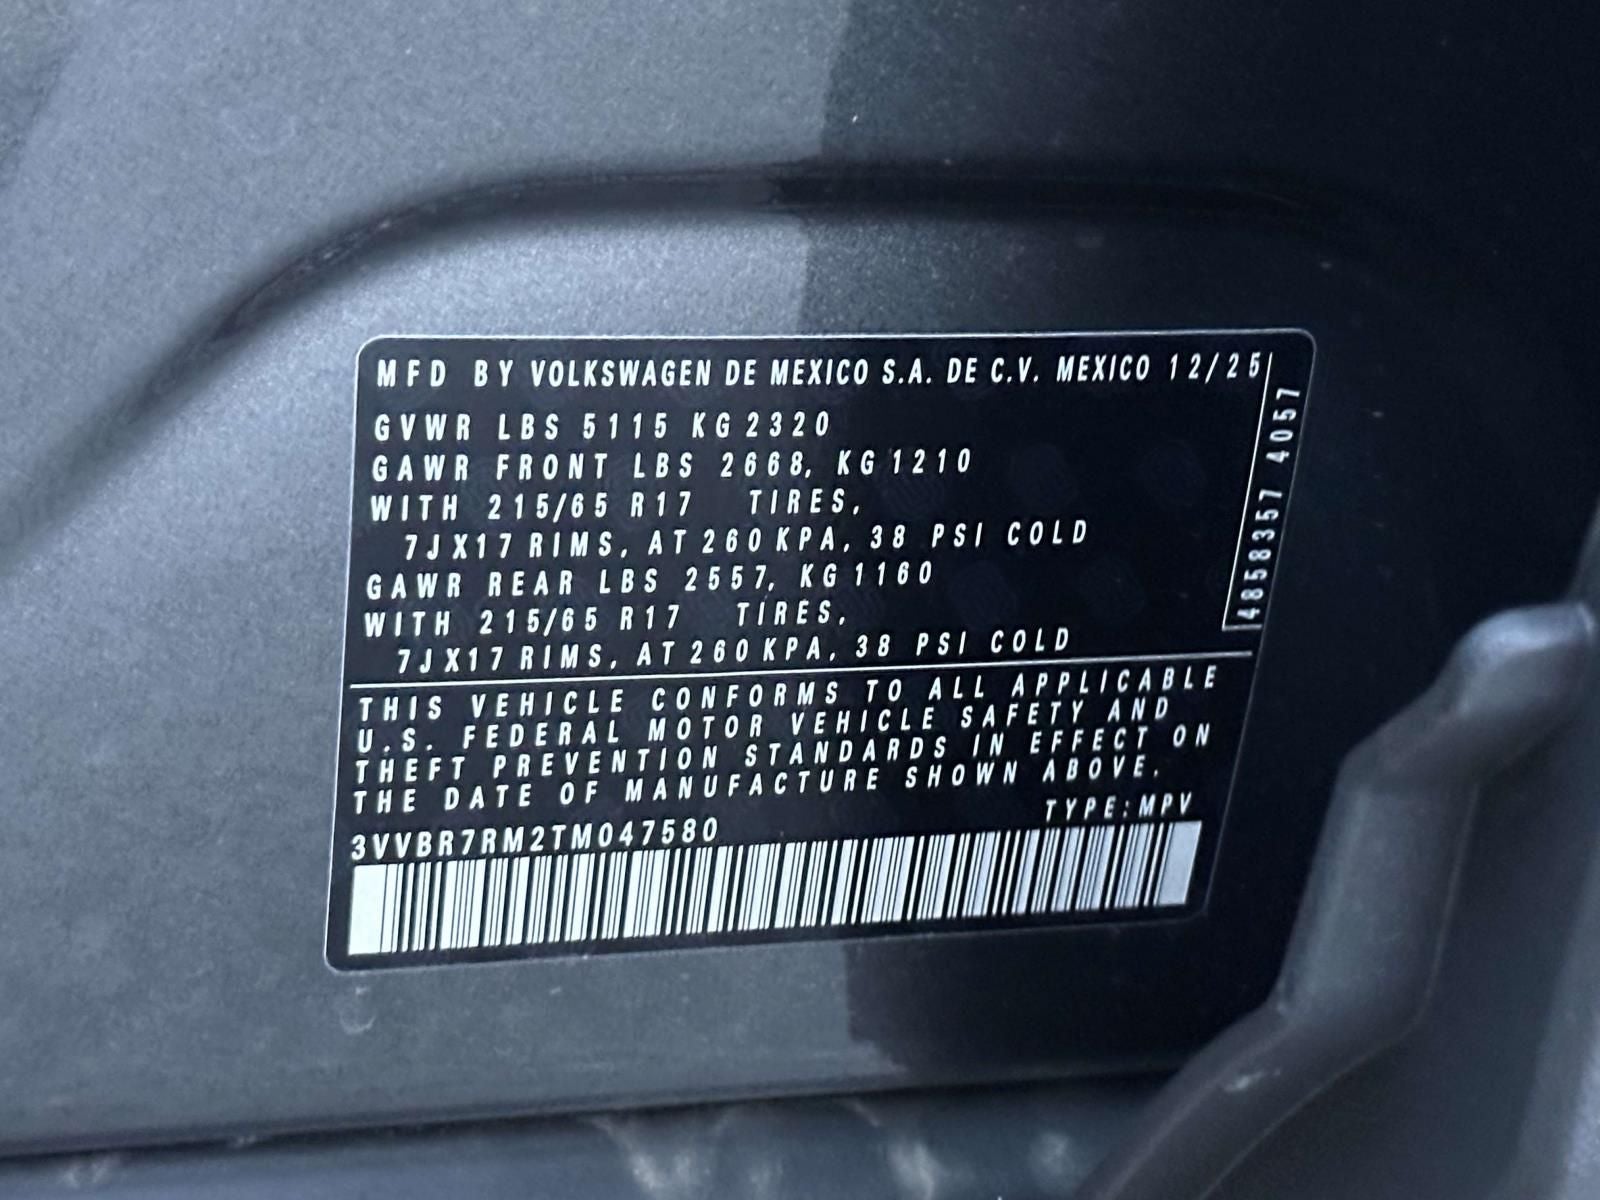 MFD BY VOLKSWAGEN DE MEXICO S.A. DE C.V. MEXICO 12/25
GVWR LBS 5115 KG 2320
GAWR FRONT LBS 2668, KG 1210
WITH 215/65 R17 TIRES,
7JX17 RIMS, AT 260 KPA, 38 PSI COLD
GAWR REAR LBS 2557, KG 1160
WITH 215/65 R17 TIRES,
7JX17 RIMS, AT 260 KPA, 38 PSI COLD
4858357 4057
THIS VEHICLE CONFORMS TO ALL APPLICABLE
U.S. FEDERAL MOTOR VEHICLE SAFETY AND
THEFT PREVENTION STANDARDS IN EFFECT ON
THE DATE OF MANUFACTURE SHOWN ABOVE.
TYPE: MPV
3VVBR7RM2TM047580